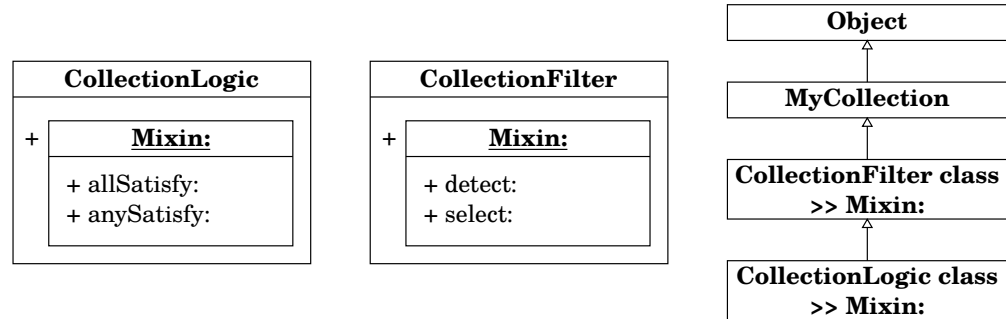 CollectionLogic
+
Mixin:
+ allSatisfy:
+ anySatisfy:
CollectionFilter
+
Mixin:
+ detect:
+ select:
Object
MyCollection
CollectionFilter class
>> Mixin:
CollectionLogic class
>> Mixin: